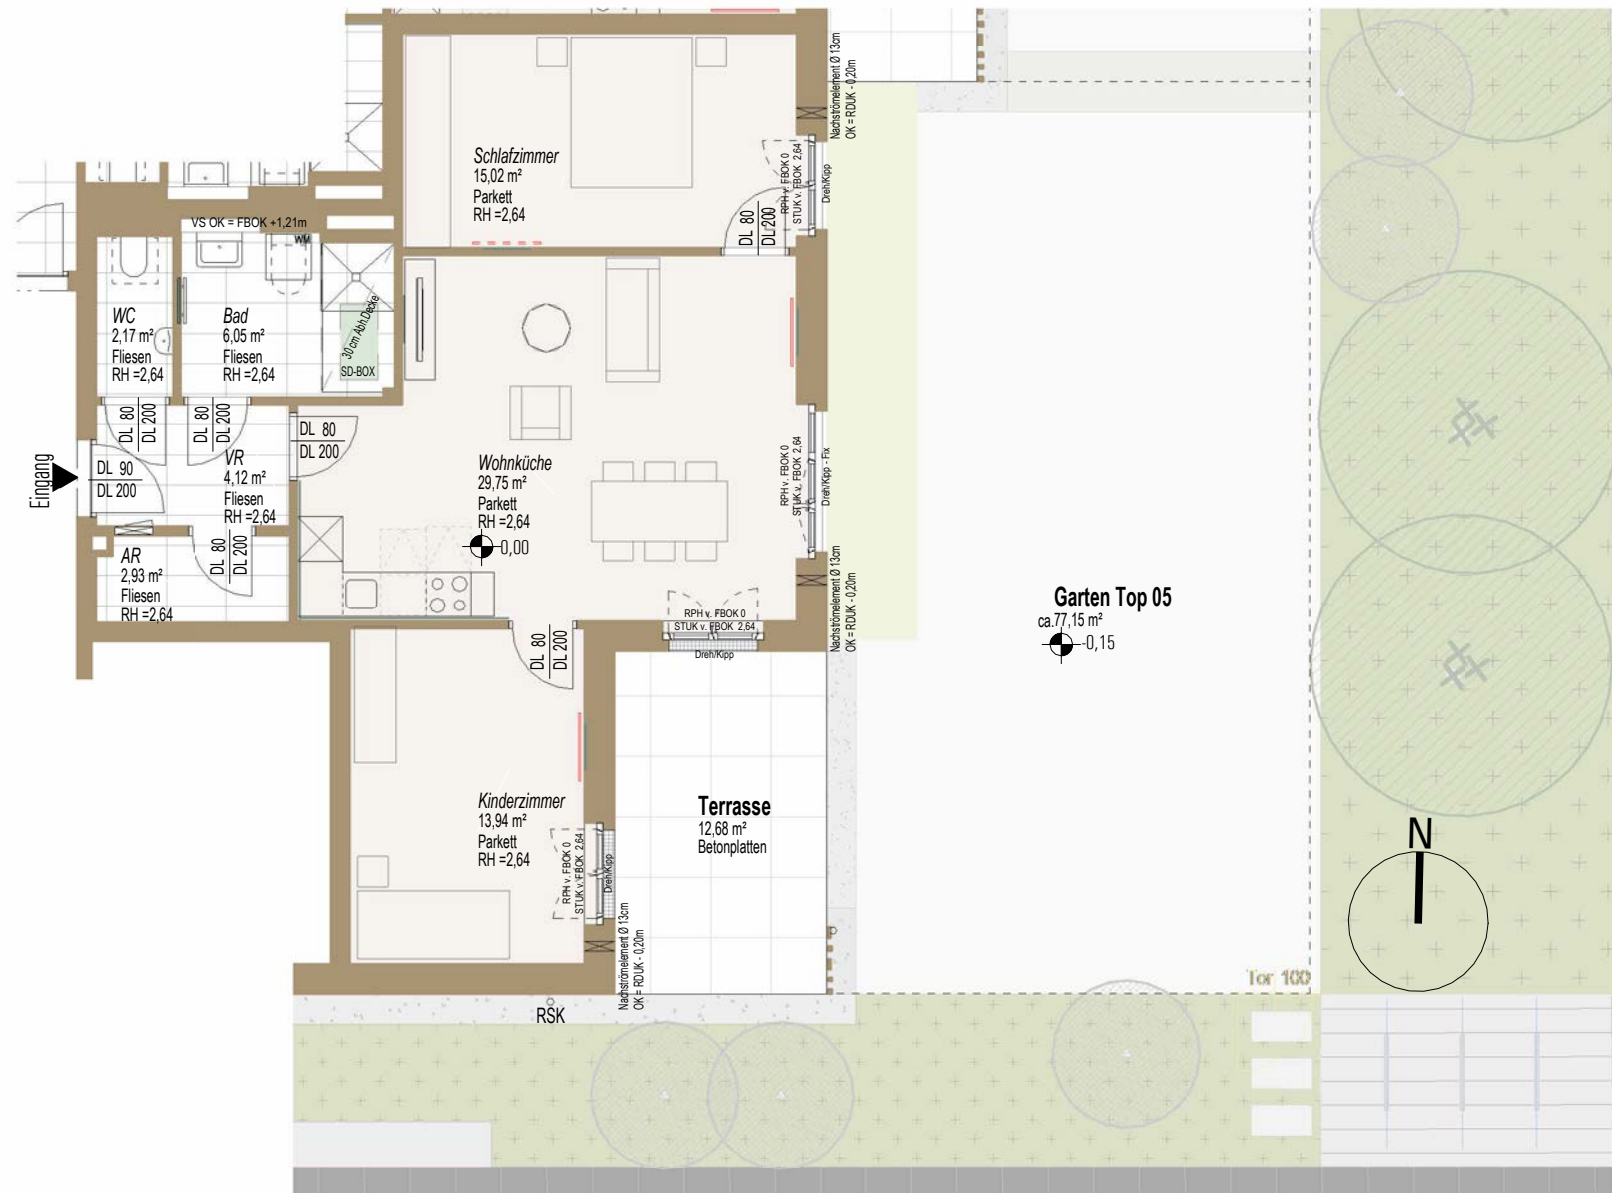 Schlafzimmer
15,02 m²
Parkett
RH =2,64
DL 80
DL 200
RPH v. FBOK 0
STUK v. FBOK 2,64
Dreh/Kipp
Nachströmelement Ø 13cm
OK = RDUK - 0,20m
VS OK = FBOK +1,21m
WM
WC
2,17 m²
Fliesen
RH =2,64
Bad
6,05 m²
Fliesen
RH =2,64
30 cm Abh.Decke
SD-BOX
DL 80
DL 200
DL 80
DL 200
DL 80
DL 200
Eingang
DL 90
DL 200
VR
4,12 m²
Fliesen
RH =2,64
DL 80
DL 200
AR
2,93 m²
Fliesen
RH =2,64
Wohnküche
29,75 m²
Parkett
RH =2,64
0,00
RPH v. FBOK 0
STUK v. FBOK 2,64
Dreh/Kipp - Fix
Nachströmelement Ø 13cm
OK = RDUK - 0,20m
RPH v. FBOK 0
STUK v. FBOK 2,64
Dreh/Kipp
DL 80
DL 200
Garten Top 05
ca.77,15 m²
-0,15
Kinderzimmer
13,94 m²
Parkett
RH =2,64
RPH v. FBOK 0
STUK v. FBOK 2,64
Dreh/Kipp
Terrasse
12,68 m²
Betonplatten
Nachströmelement Ø 13cm
OK = RDUK - 0,20m
N
Tor 100
RSK